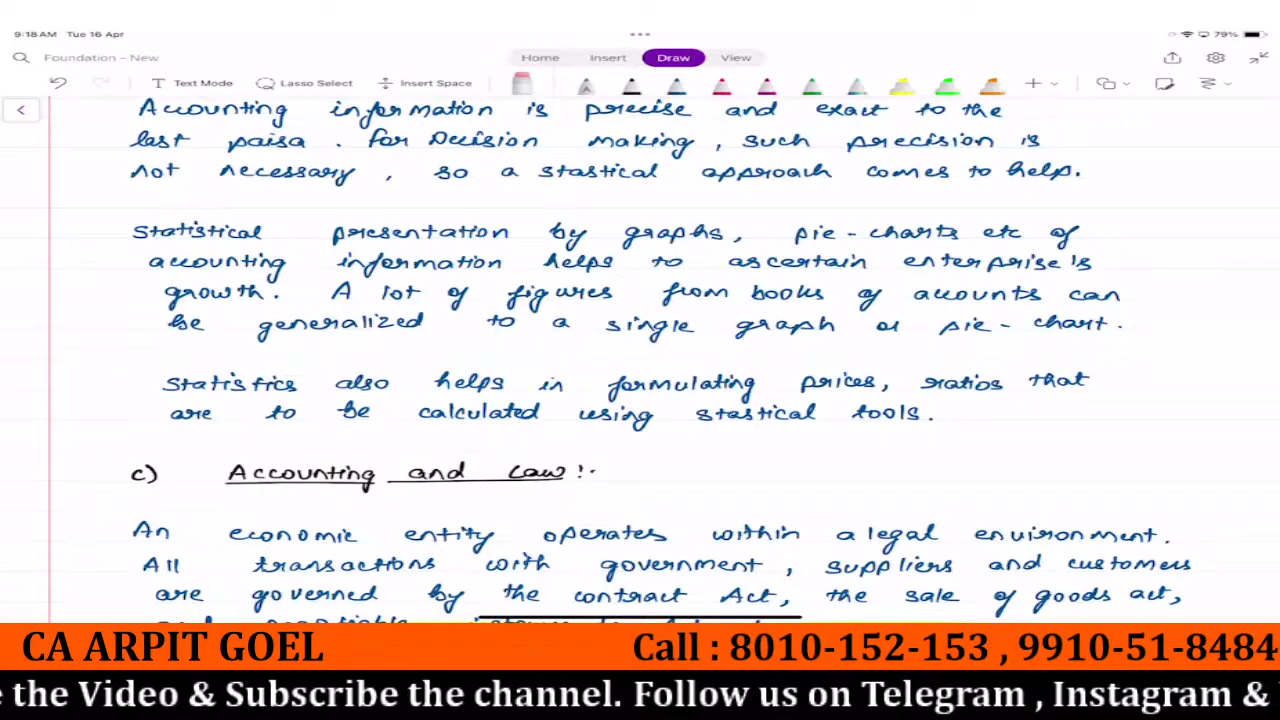 9:18 AM Tue 16 Apr
79%
Foundation - New
Home Insert Draw View
Text Mode Lasso Select Insert Space
Accounting information is precise and exact to the
last paisa. For Decision making, such precision is
not necessary, so a stastical approach comes to help.
Statistical presentation by graphs, pie-charts etc of
accounting information helps to ascertain enterprise's
growth. A lot of figures from books of accounts can
be generalized to a single graph or pie-chart.
Statistics also helps in formulating prices, ratios that
are to be calculated using stastical tools.
c) Accounting and Law :-
An economic entity operates within a legal environment.
All transactions with government, suppliers and customers
are governed by the contract Act, the sale of goods act,
CA ARPIT GOEL Call : 8010-152-153 , 9910-51-8484
e the Video & Subscribe the channel. Follow us on Telegram , Instagram &